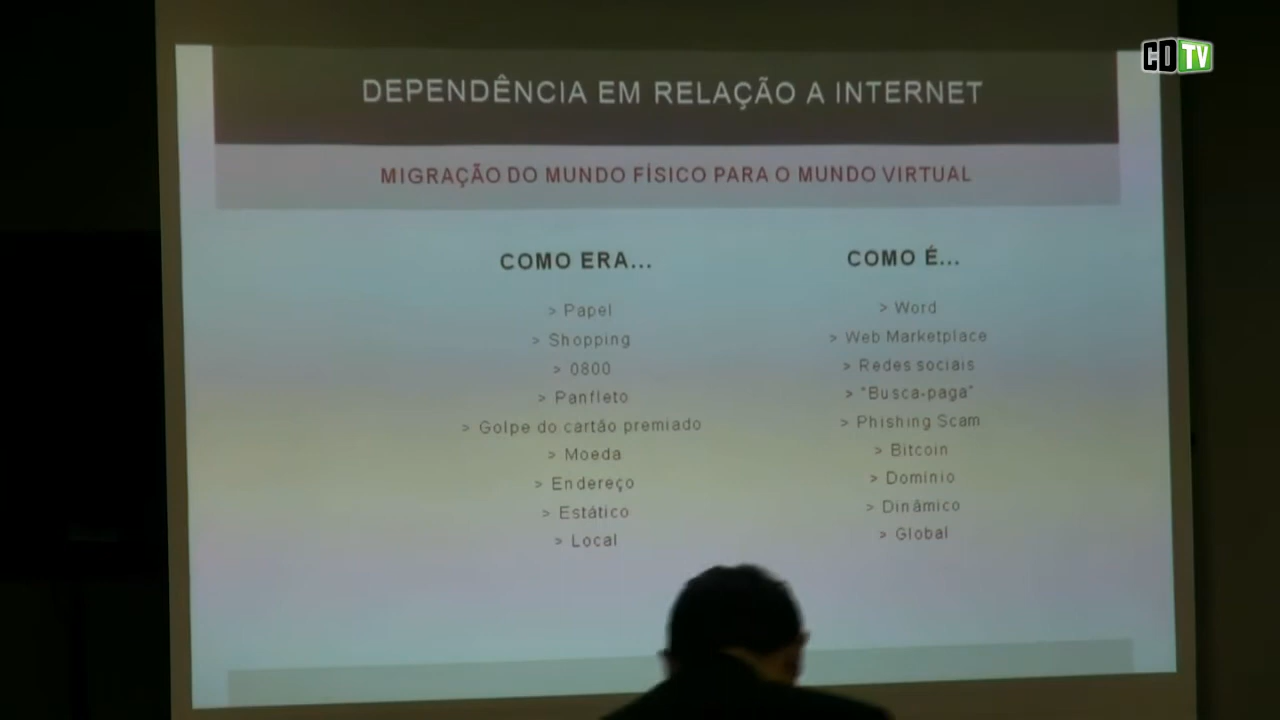 CDTV
DEPENDÊNCIA EM RELAÇÃO A INTERNET
MIGRAÇÃO DO MUNDO FÍSICO PARA O MUNDO VIRTUAL
COMO ERA...
> Papel
> Shopping
> 0800
> Panfleto
> Golpe do cartão premiado
> Moeda
> Endereço
> Estático
> Local
COMO É...
> Word
> Web Marketplace
> Redes sociais
> "Busca-paga"
> Phishing Scam
> Bitcoin
> Domínio
> Dinâmico
> Global